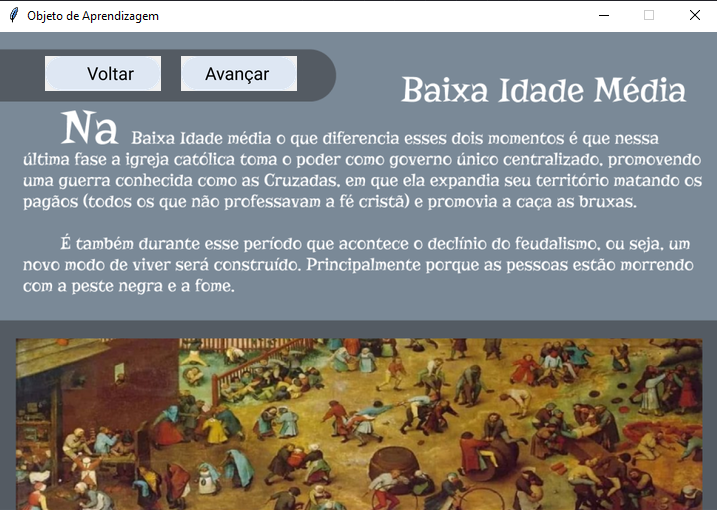 Objeto de Aprendizagem
Voltar
Avançar
Baixa Idade Média
Na Baixa Idade média o que diferencia esses dois momentos é que nessa
última fase a igreja católica toma o poder como governo único centralizado, promovendo
uma guerra conhecida como as Cruzadas, em que ela expandia seu território matando os
pagãos (todos os que não professavam a fé cristã) e promovia a caça as bruxas.
É também durante esse período que acontece o declínio do feudalismo, ou seja, um
novo modo de viver será construído. Principalmente porque as pessoas estão morrendo
com a peste negra e a fome.